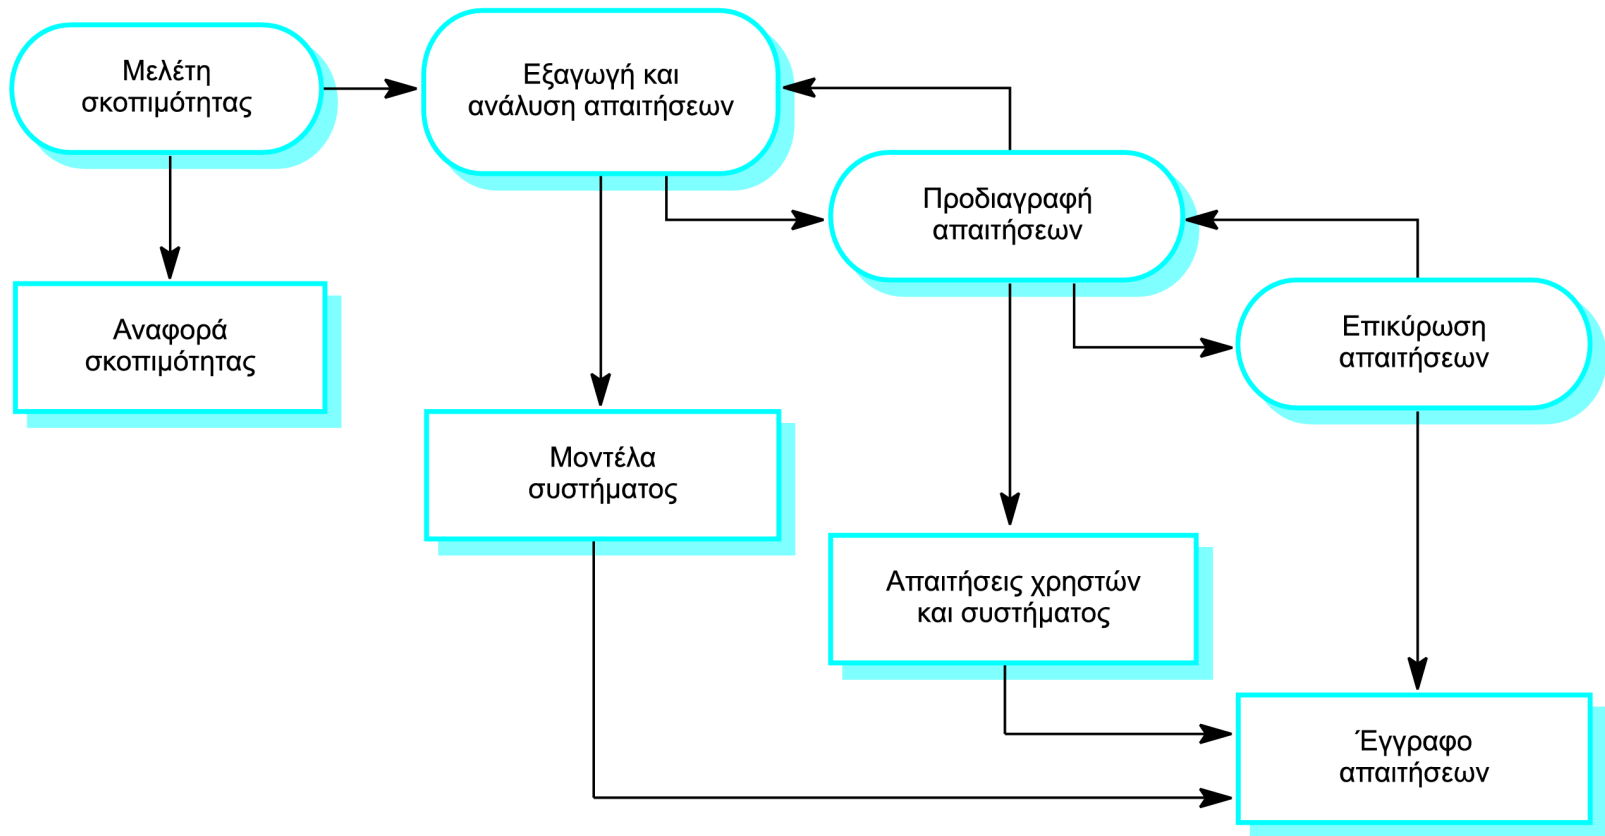 Μελέτη
σκοπιμότητας
Εξαγωγή και
ανάλυση απαιτήσεων
Προδιαγραφή
απαιτήσεων
Επικύρωση
απαιτήσεων
Αναφορά
σκοπιμότητας
Μοντέλα
συστήματος
Απαιτήσεις χρηστών
και συστήματος
Έγγραφο
απαιτήσεων